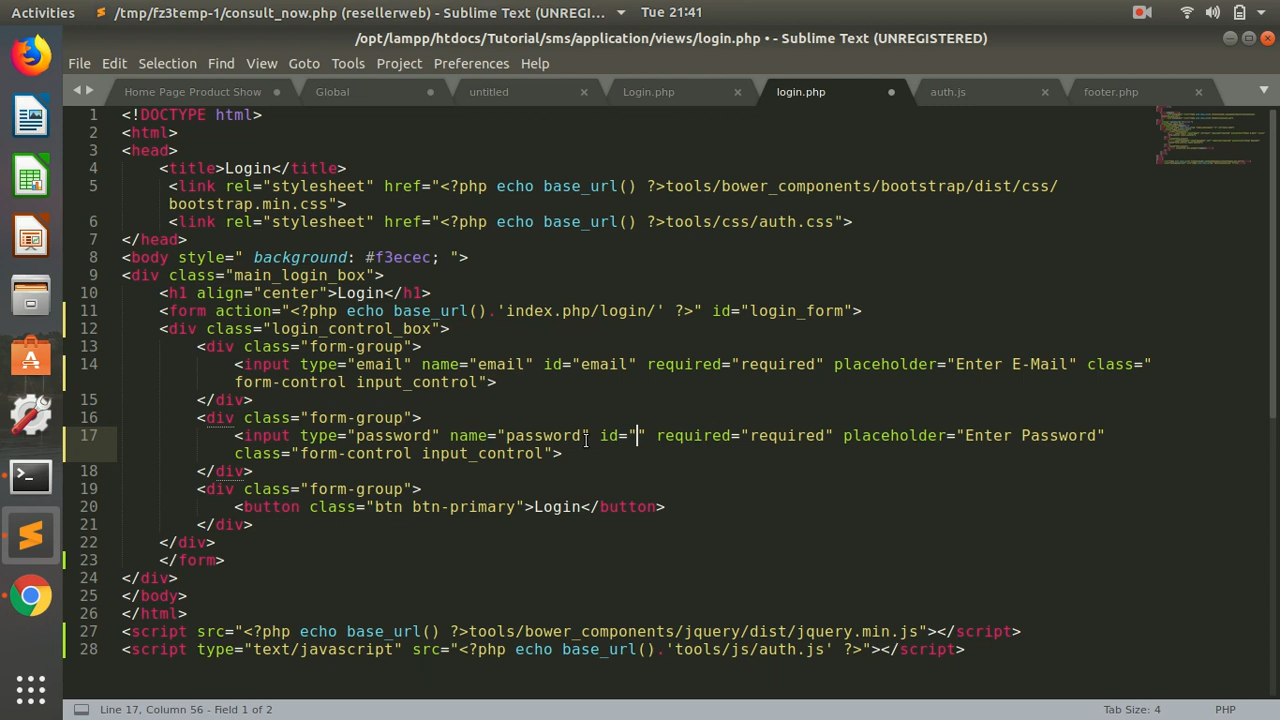 Activities
/tmp/fz3temp-1/consult_now.php (resellerweb) - Sublime Text (UNREGI...
Tue 21:41
/opt/lampp/htdocs/Tutorial/sms/application/views/login.php • - Sublime Text (UNREGISTERED)
File Edit Selection Find View Goto Tools Project Preferences Help
Home Page Product Show Global untitled Login.php login.php auth.js footer.php
1 <!DOCTYPE html>
2 <html>
3 <head>
4 <title>Login</title>
5 <link rel="stylesheet" href="<?php echo base_url() ?>tools/bower_components/bootstrap/dist/css/
bootstrap.min.css">
6 <link rel="stylesheet" href="<?php echo base_url() ?>tools/css/auth.css">
7 </head>
8 <body style=" background: #f3ecec; ">
9 <div class="main_login_box">
10 <h1 align="center">Login</h1>
11 <form action="<?php echo base_url().'index.php/login/' ?>" id="login_form">
12 <div class="login_control_box">
13 <div class="form-group">
14 <input type="email" name="email" id="email" required="required" placeholder="Enter E-Mail" class="
form-control input_control">
15 </div>
16 <div class="form-group">
17 <input type="password" name="password" id="" required="required" placeholder="Enter Password"
class="form-control input_control">
18 </div>
19 <div class="form-group">
20 <button class="btn btn-primary">Login</button>
21 </div>
22 </div>
23 </form>
24 </div>
25 </body>
26 </html>
27 <script src="<?php echo base_url() ?>tools/bower_components/jquery/dist/jquery.min.js"></script>
28 <script type="text/javascript" src="<?php echo base_url().'tools/js/auth.js' ?>"></script>
Line 17, Column 56 - Field 1 of 2
Tab Size: 4
PHP